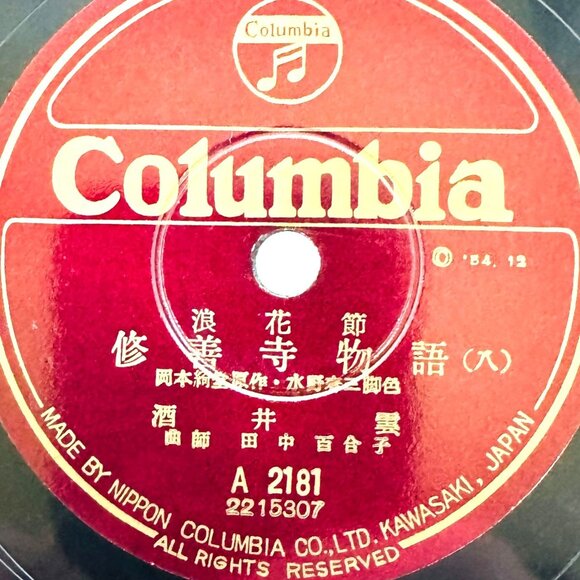 Columbia
Columbia
'54. 12
浪花節
修善寺物語(八)
岡本綺堂原作・水野春三脚色
酒井雲
曲師 田中百合子
A 2181
2215307
MADE BY NIPPON COLUMBIA CO., LTD. KAWASAKI, JAPAN
ALL RIGHTS RESERVED